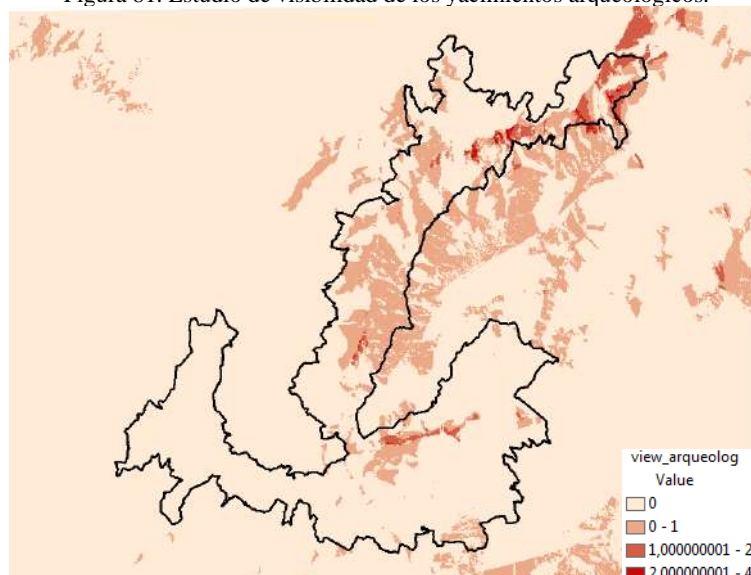 Figura 81. Estudio de visibilidad de los yacimientos arqueológicos.
view_arqueolog
Value
0
0 - 1
1,000000001 - 2
2,000000001 - 4